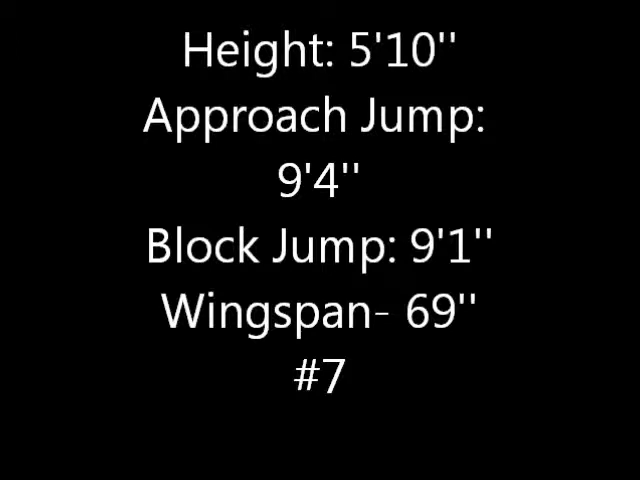 Height: 5'10''
Approach Jump:
9'4''
Block Jump: 9'1''
Wingspan- 69''
#7